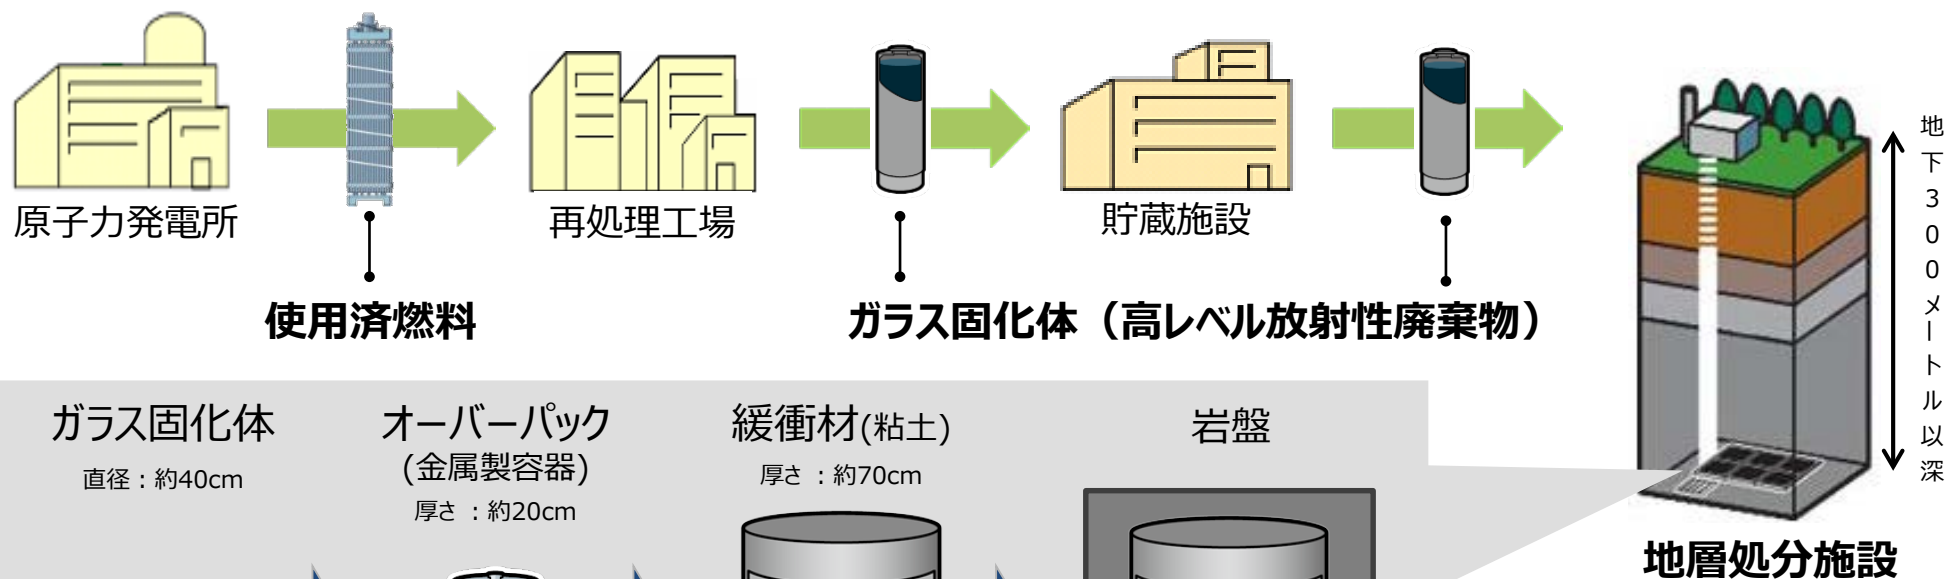 原子力発電所
再処理工場
貯蔵施設
使用済燃料
ガラス固化体（高レベル放射性廃棄物）
地下300メートル以深
地層処分施設
ガラス固化体
直径：約40cm
オーバーパック
(金属製容器)
厚さ：約20cm
緩衝材(粘土)
厚さ：約70cm
岩盤